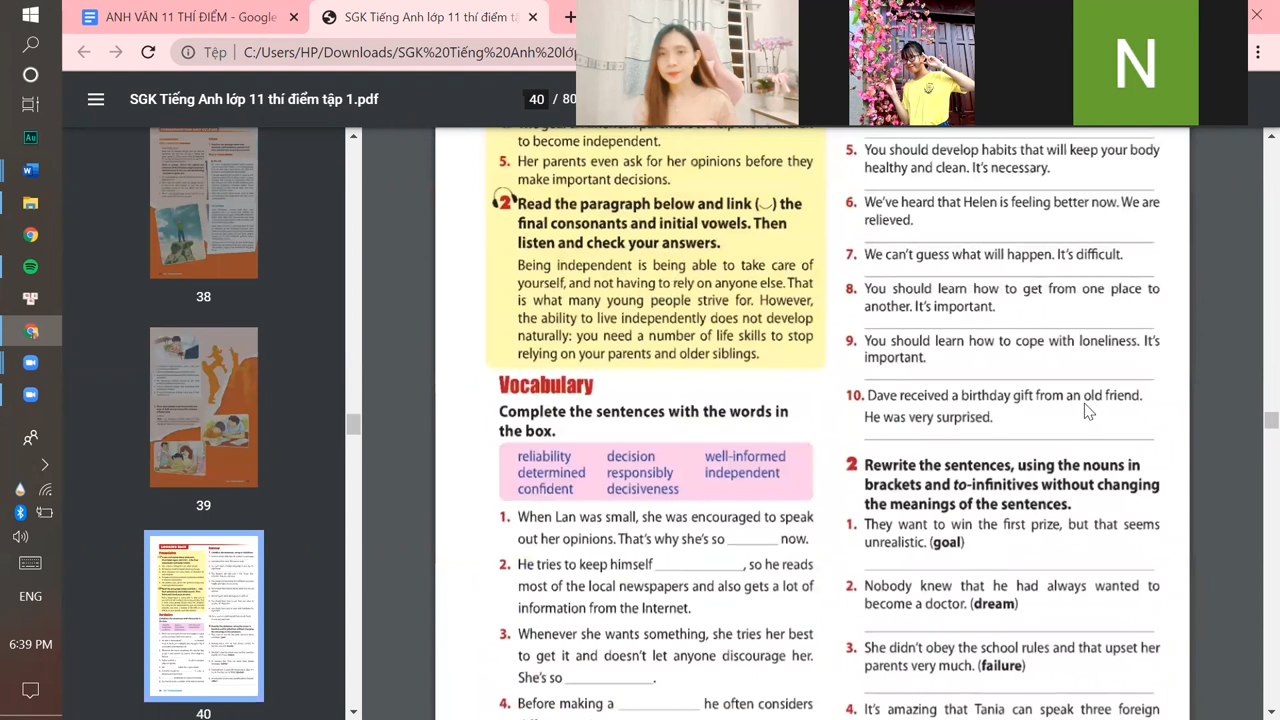 ANH VĂN 11 THÍ ĐIỂM - Google
SGK Tiếng Anh lớp 11 thí điểm tậ
Tệp
C:/Users/HP/Downloads/SGK%20Tiếng%20Anh%20lớp
SGK Tiếng Anh lớp 11 thí điểm tập 1.pdf
40 / 80
N
38
39
40
ENG
6:39 PM
to become independent.
5. Her parents even ask for her opinions before they
make important decisions.
2 Read the paragraph below and link (‿) the
final consonants and initial vowels. Then
listen and check your answers.
Being independent is being able to take care of
yourself, and not having to rely on anyone else. That
is what many young people strive for. However,
the ability to live independently does not develop
naturally: you need a number of life skills to stop
relying on your parents and older siblings.
Vocabulary
Complete the sentences with the words in
the box.
reliability decision well-informed
determined responsibly independent
confident decisiveness
1. When Lan was small, she was encouraged to speak
out her opinions. That's why she's so ________ now.
2. He tries to keep himself ____________, so he reads
a lot of books and magazines and also gets a lot of
information from the Internet.
3. When her she wants something, she tries her best
to get it and won't let anyone discourage her.
She's so ____________.
4. Before making a ___________ he often considers
5. You should develop habits that will keep your body
healthy and clean. It's necessary.
6. We've heard that Helen is feeling better now. We are
relieved.
7. We can't guess what will happen. It's difficult.
8. You should learn how to get from one place to
another. It's important.
9. You should learn how to cope with loneliness. It's
important.
10. Dave received a birthday gift from an old friend.
He was very surprised.
2 Rewrite the sentences, using the nouns in
brackets and to-infinitives without changing
the meanings of the sentences.
1. They want to win the first prize, but that seems
unrealistic. (goal)
2. to
become a doctor. (dream)
3. She didn't obey the school rules and that upset her
parents very much. (failure)
4. It's amazing that Tania can speak three foreign